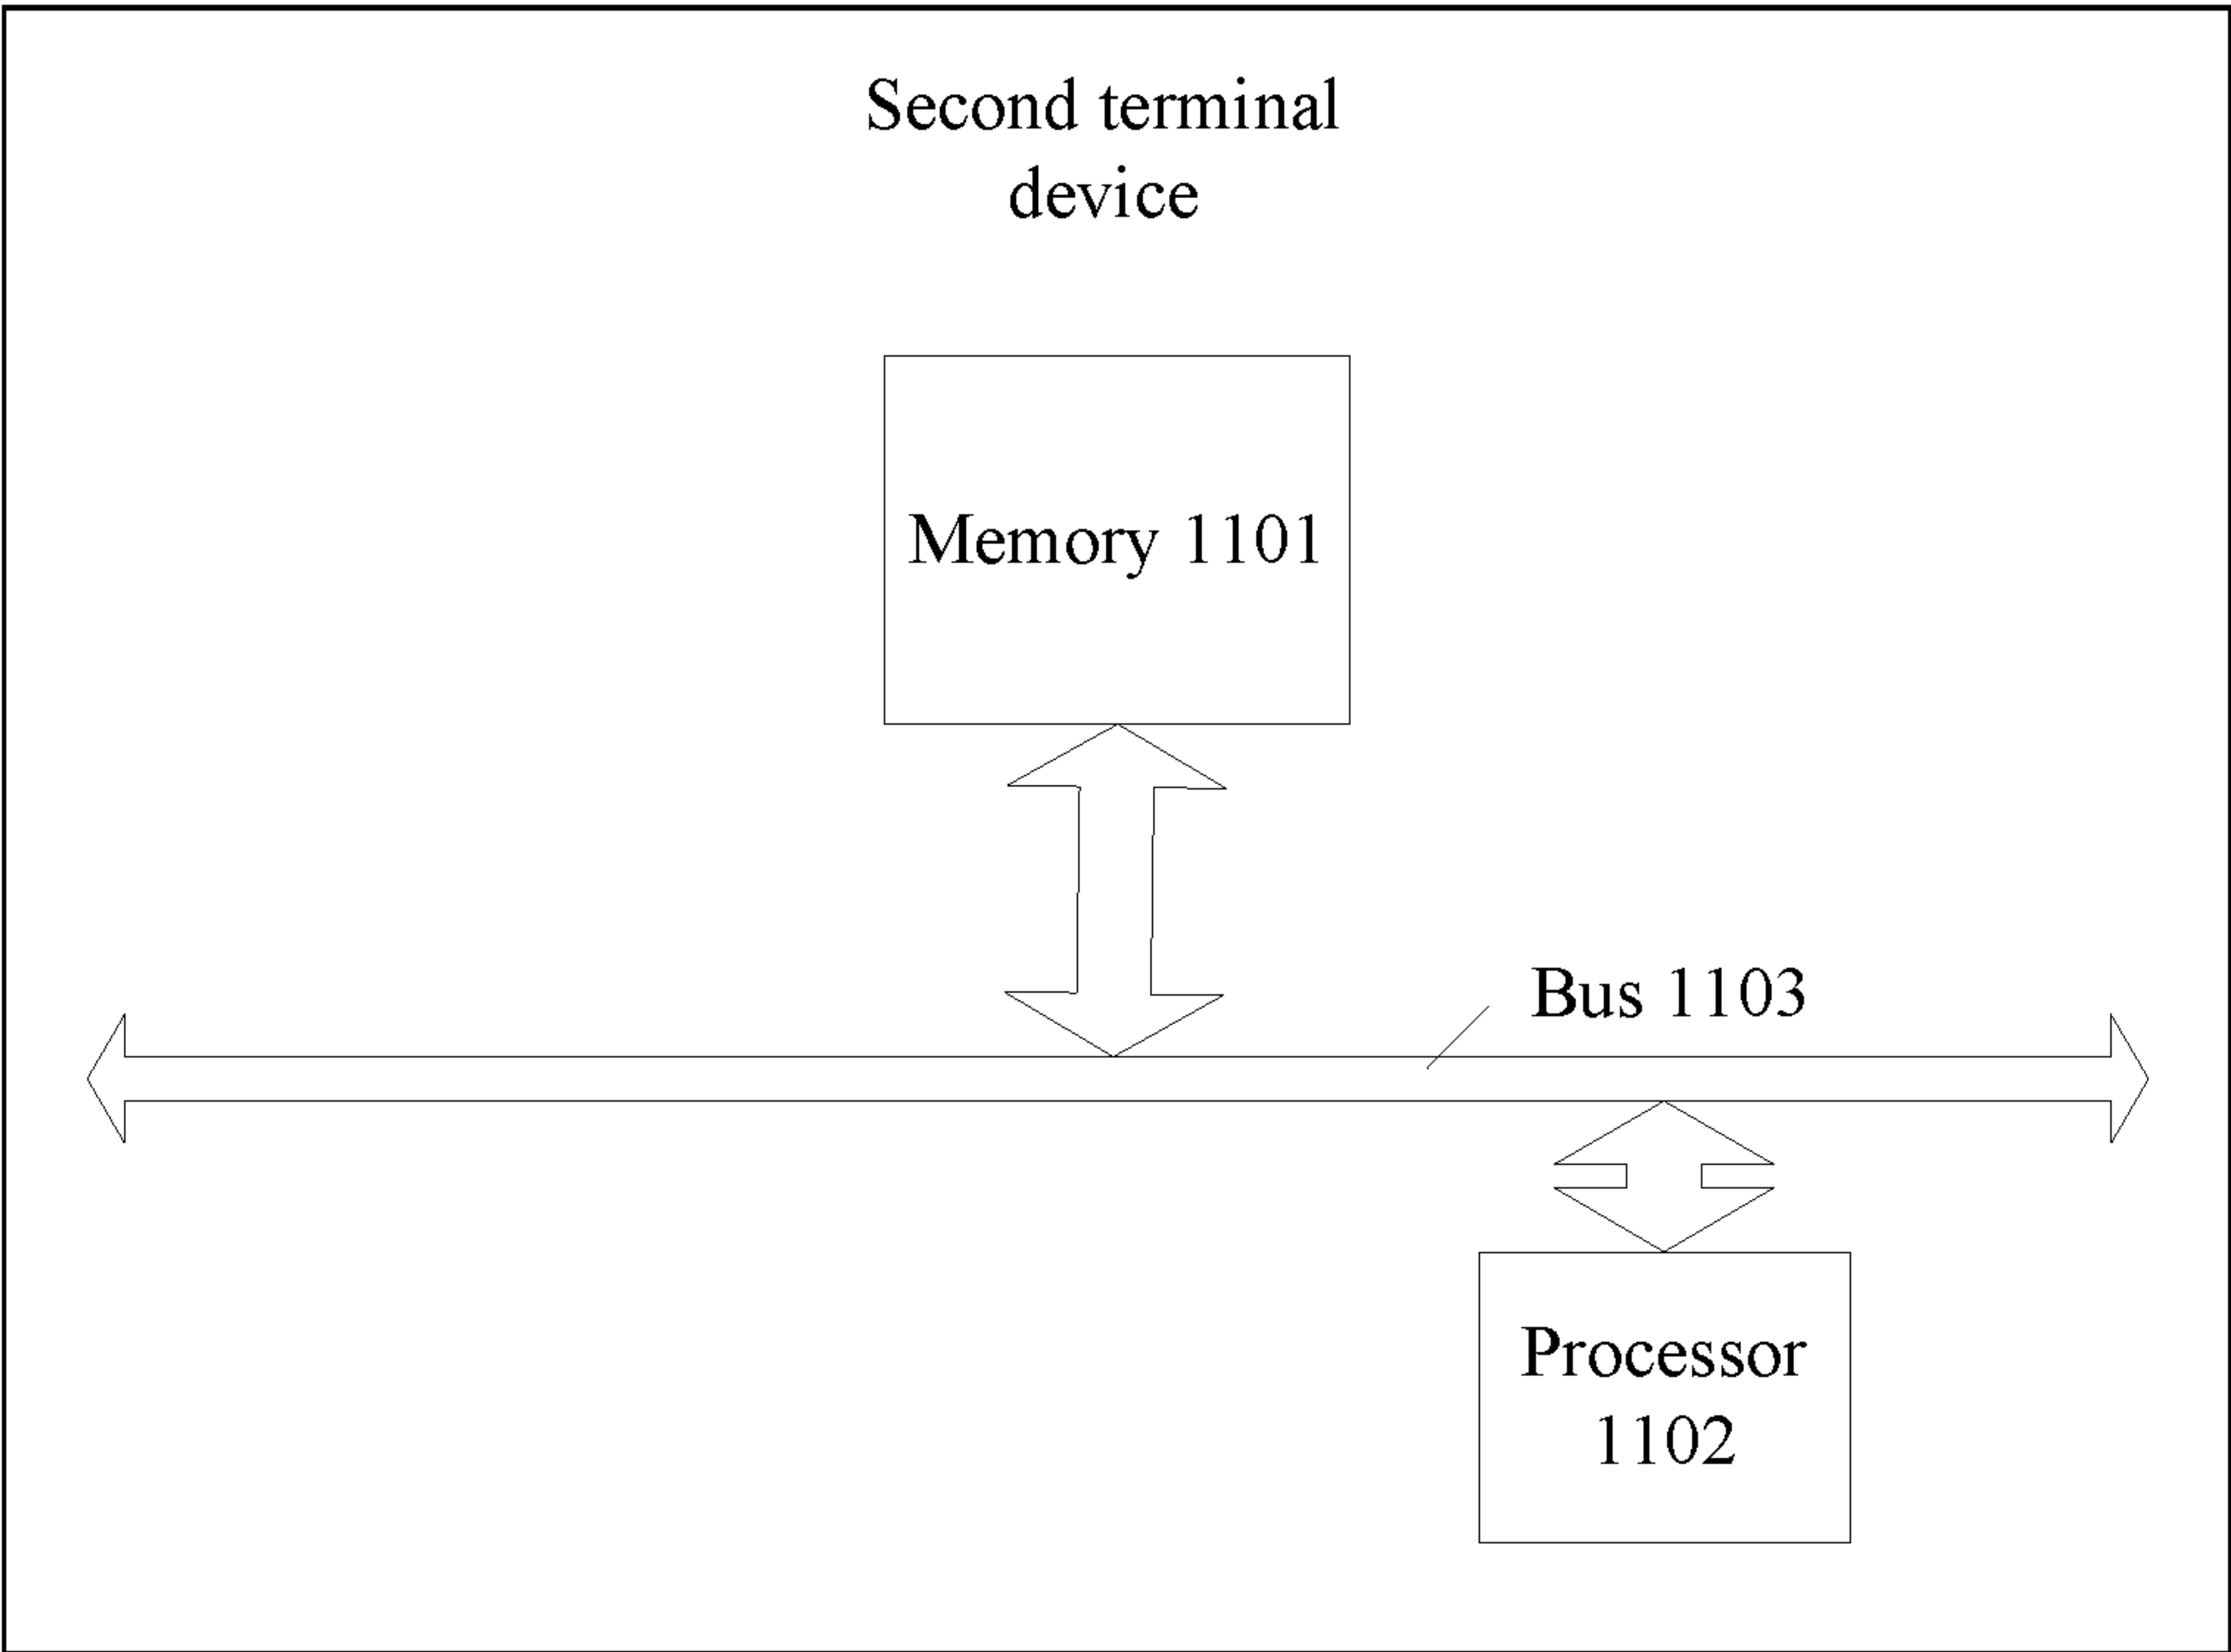 Second terminal
device
Memory 1101
Bus 1103
Processor
1102